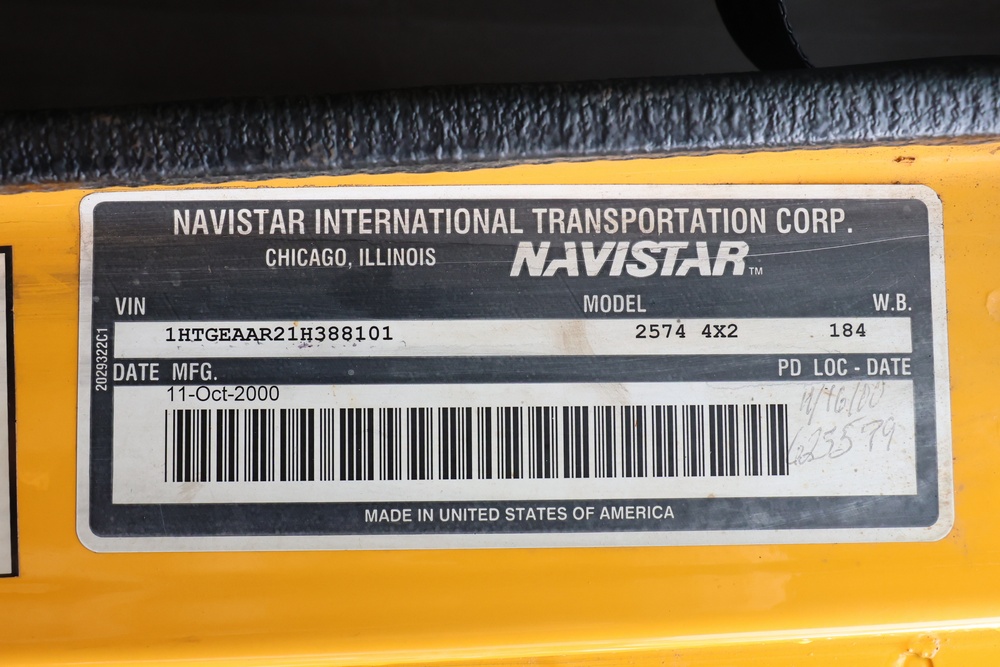 NAVISTAR INTERNATIONAL TRANSPORTATION CORP.
CHICAGO, ILLINOIS NAVISTAR™
VIN MODEL W.B.
1HTGEAAR21H388101 2574 4X2 184
2029322C1
DATE MFG. PD LOC - DATE
11-Oct-2000
MADE IN UNITED STATES OF AMERICA